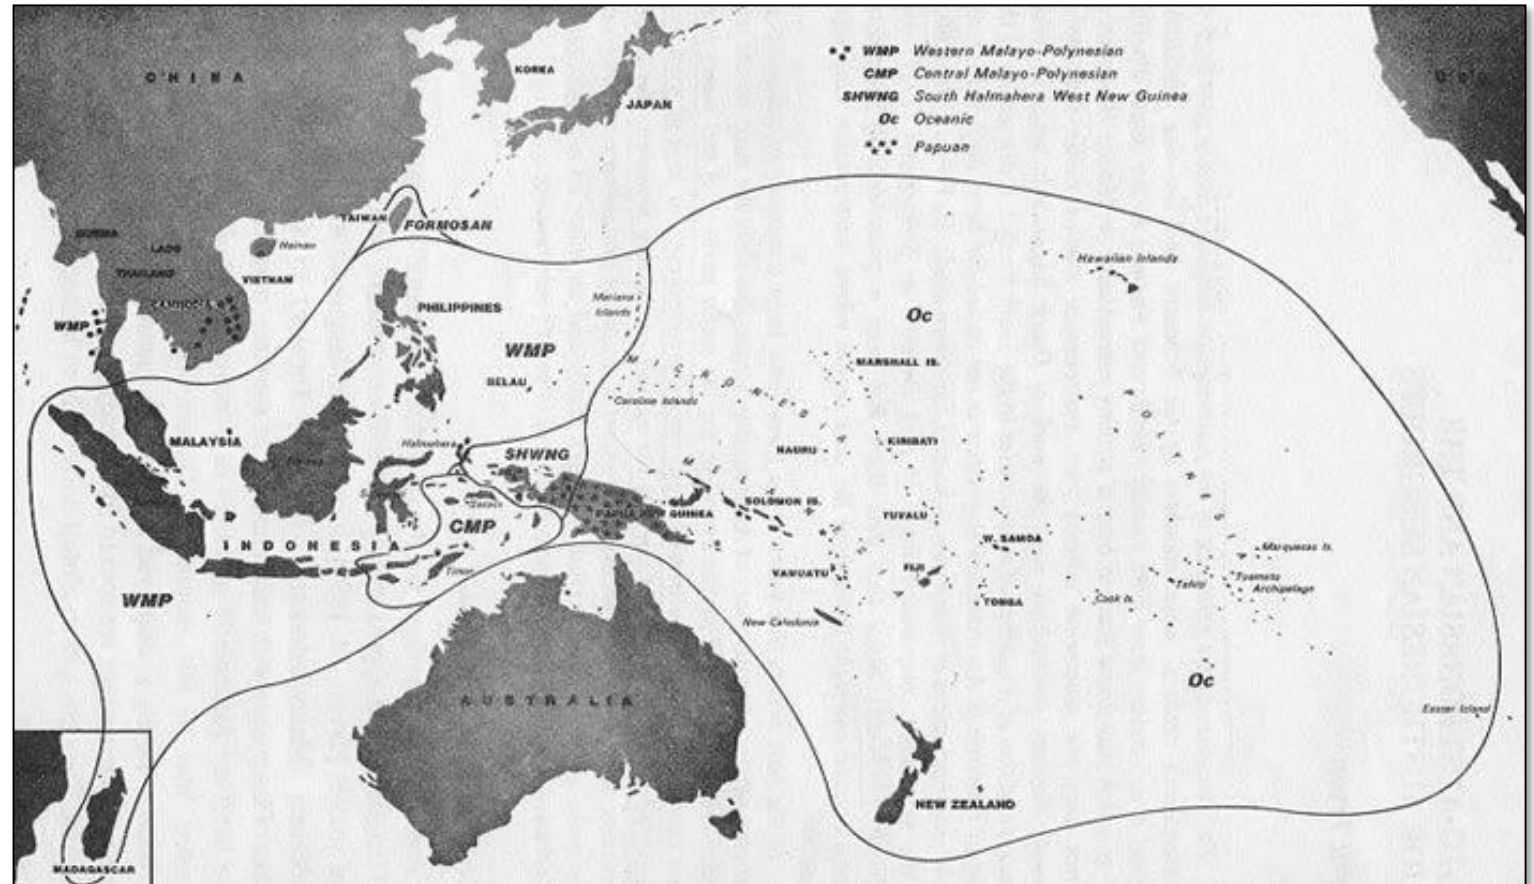 WMP Western Malayo-Polynesian
CMP Central Malayo-Polynesian
SHWNG South Halmahera West New Guinea
Oc Oceanic
Papuan
CHINA
KOREA
JAPAN
TAIWAN
FORMOSAN
BURMA
LAOS
Hainan
THAILAND
VIETNAM
CAMBODIA
WMP
PHILIPPINES
Mariana
Islands
WMP
BELAU
Hawaiian Islands
Oc
MARSHALL IS.
Caroline Islands
MALAYSIA
Halmahera
SHWNG
NAURU
KIRIBATI
CMP
PAPUA NEW GUINEA
SOLOMON IS.
TUVALU
INDONESIA
Timor
W. SAMOA
Marquesas Is.
VANUATU
FIJI
Tahiti
Tuamotu
Archipelago
WMP
New Caledonia
TONGA
Cook Is.
AUSTRALIA
Oc
Easter Island
NEW ZEALAND
MADAGASCAR